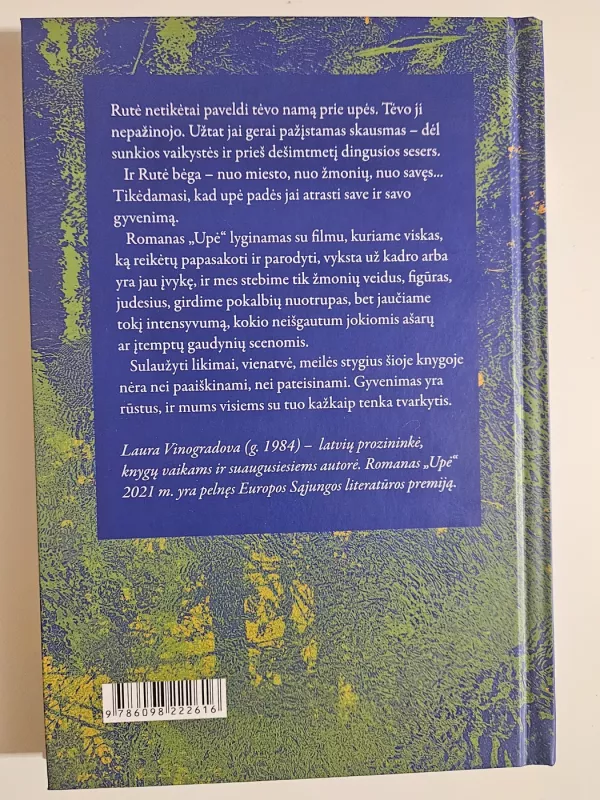 Rutė netikėtai paveldi tėvo namą prie upės. Tėvo ji
nepažinojo. Užtat jai gerai pažįstamas skausmas – dėl
sunkios vaikystės ir prieš dešimtmetį dingusios sesers.
Ir Rutė bėga – nuo miesto, nuo žmonių, nuo savęs...
Tikėdamasi, kad upė padės jai atrasti save ir savo
gyvenimą.
Romanas „Upė“ lyginamas su filmu, kuriame viskas,
ką reikėtų papasakoti ir parodyti, vyksta už kadro arba
yra jau įvykę, ir mes stebime tik žmonių veidus, figūras,
judesius, girdime pokalbių nuotrupas, bet jaučiame
tokį intensyvumą, kokio neišgautum jokiomis ašarų
ar įtemptų gaudynių scenomis.
Sulaužyti likimai, vienatvė, meilės stygius šioje knygoje
nėra nei paaiškinami, nei pateisinami. Gyvenimas yra
rūstus, ir mums visiems su tuo kažkaip tenka tvarkytis.
Laura Vinogradova (g. 1984) – latvių prozininkė,
knygų vaikams ir suaugusiesiems autorė. Romanas „Upė“
2021 m. yra pelnęs Europos Sąjungos literatūros premiją.
9 786098 222616